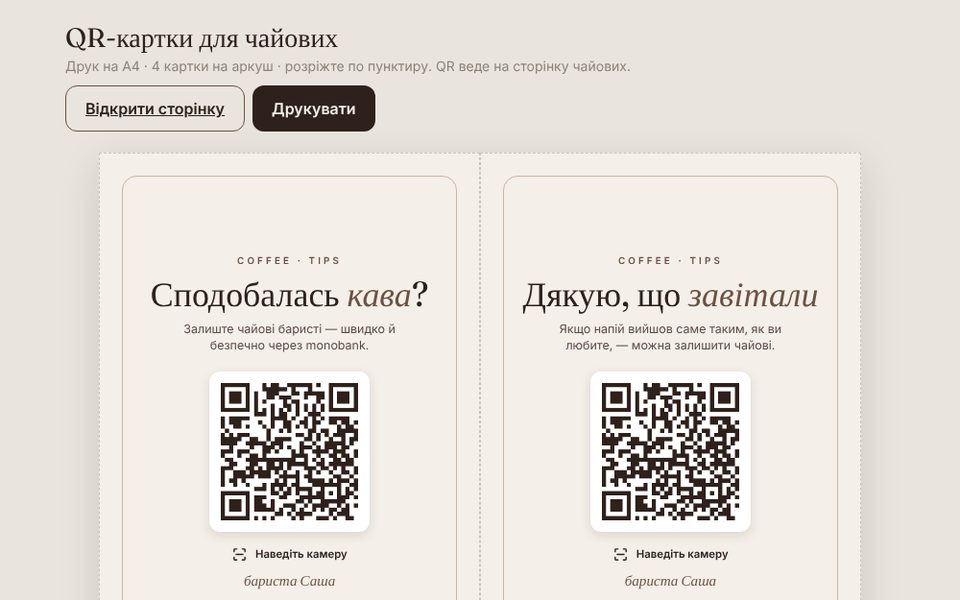 QR-картки для чайових
Друк на A4 · 4 картки на аркуш · розріжте по пунктиру. QR веде на сторінку чайових.
Відкрити сторінку
Друкувати
COFFEE · TIPS
Сподобалась кава?
Залиште чайові баристі — швидко й
безпечно через monobank.
Наведіть камеру
бариста Саша
COFFEE · TIPS
Дякую, що завітали
Якщо напій вийшов саме таким, як ви
любите, — можна залишити чайові.
Наведіть камеру
бариста Саша